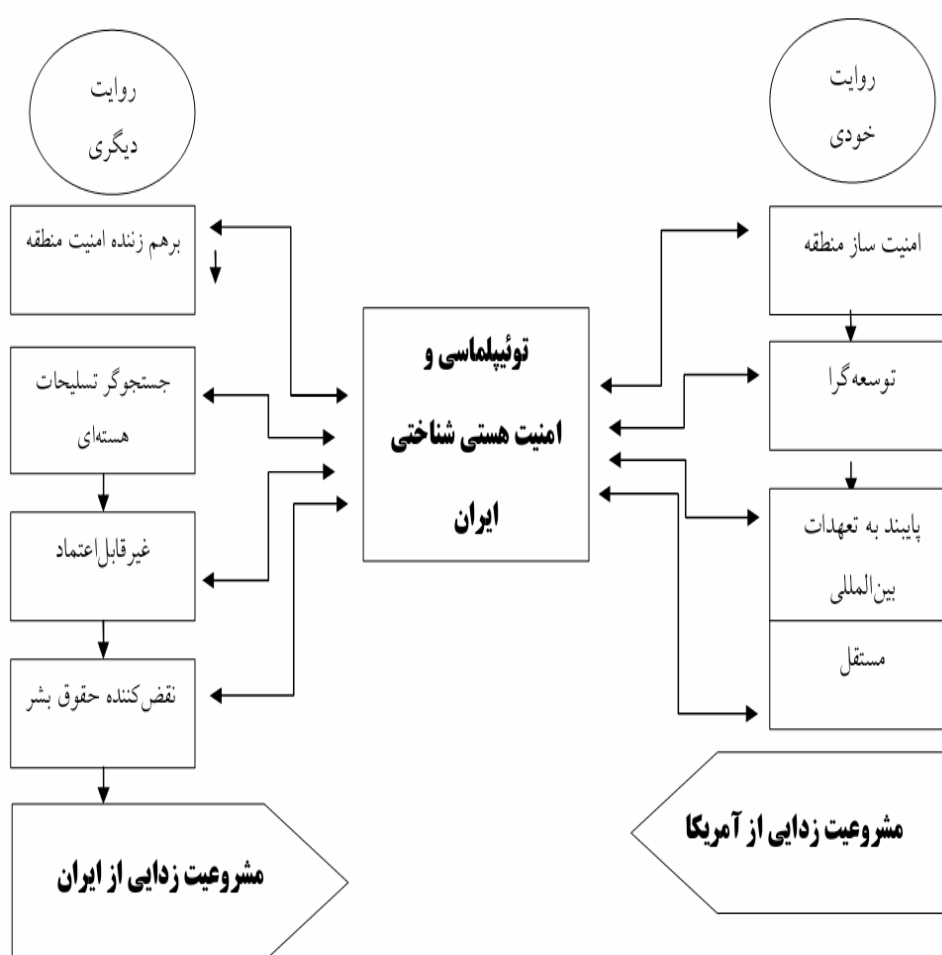 روایت
خودی
امنیت ساز منطقه
توسعه‌گرا
پایبند به تعهدات
بین‌المللی
مستقل
مشروعیت زدایی از آمریکا
توئیپلماسی و
امنیت هستی شناختی
ایران
روایت
دیگری
برهم زننده امنیت منطقه
جستجوگر تسلیحات
هسته‌ای
غیرقابل‌اعتماد
نقض‌کننده حقوق بشر
مشروعیت زدایی از ایران